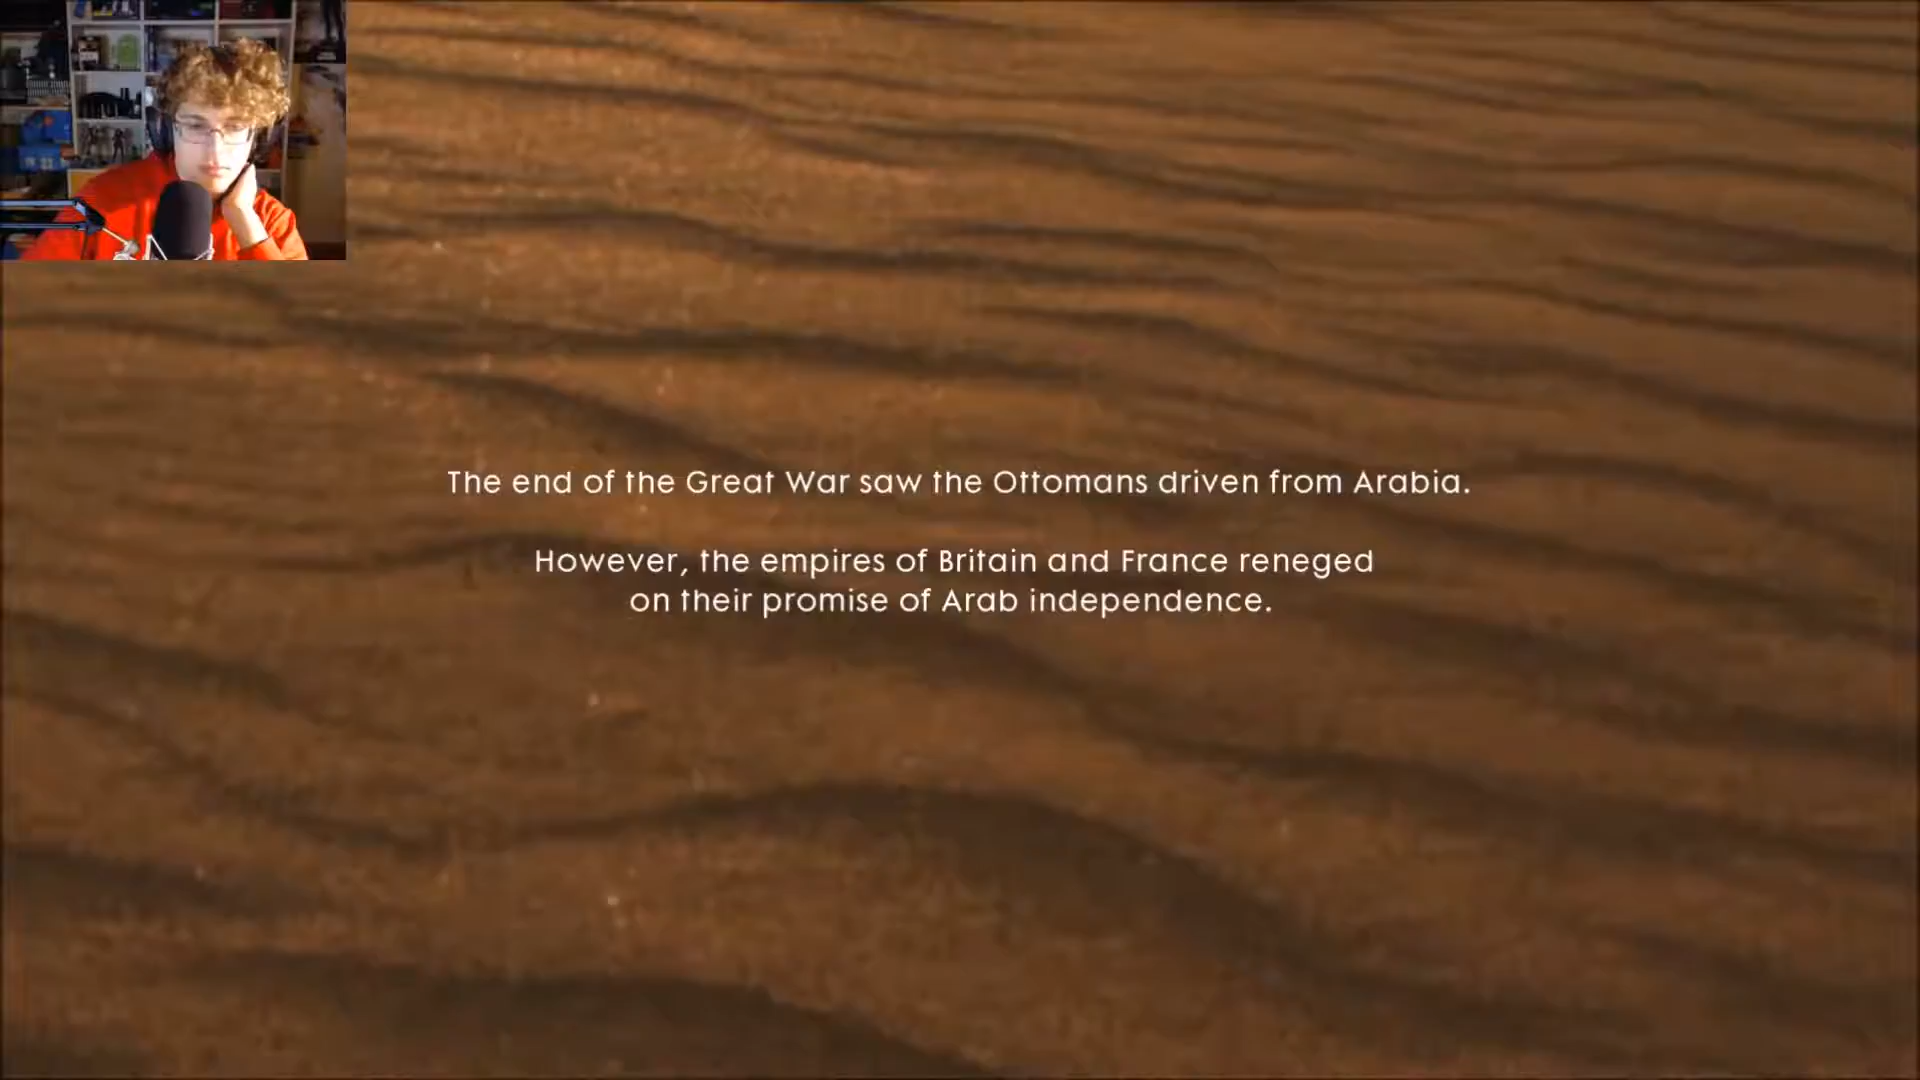 The end of the Great War saw the Ottomans driven from Arabia.
However, the empires of Britain and France reneged
on their promise of Arab independence.